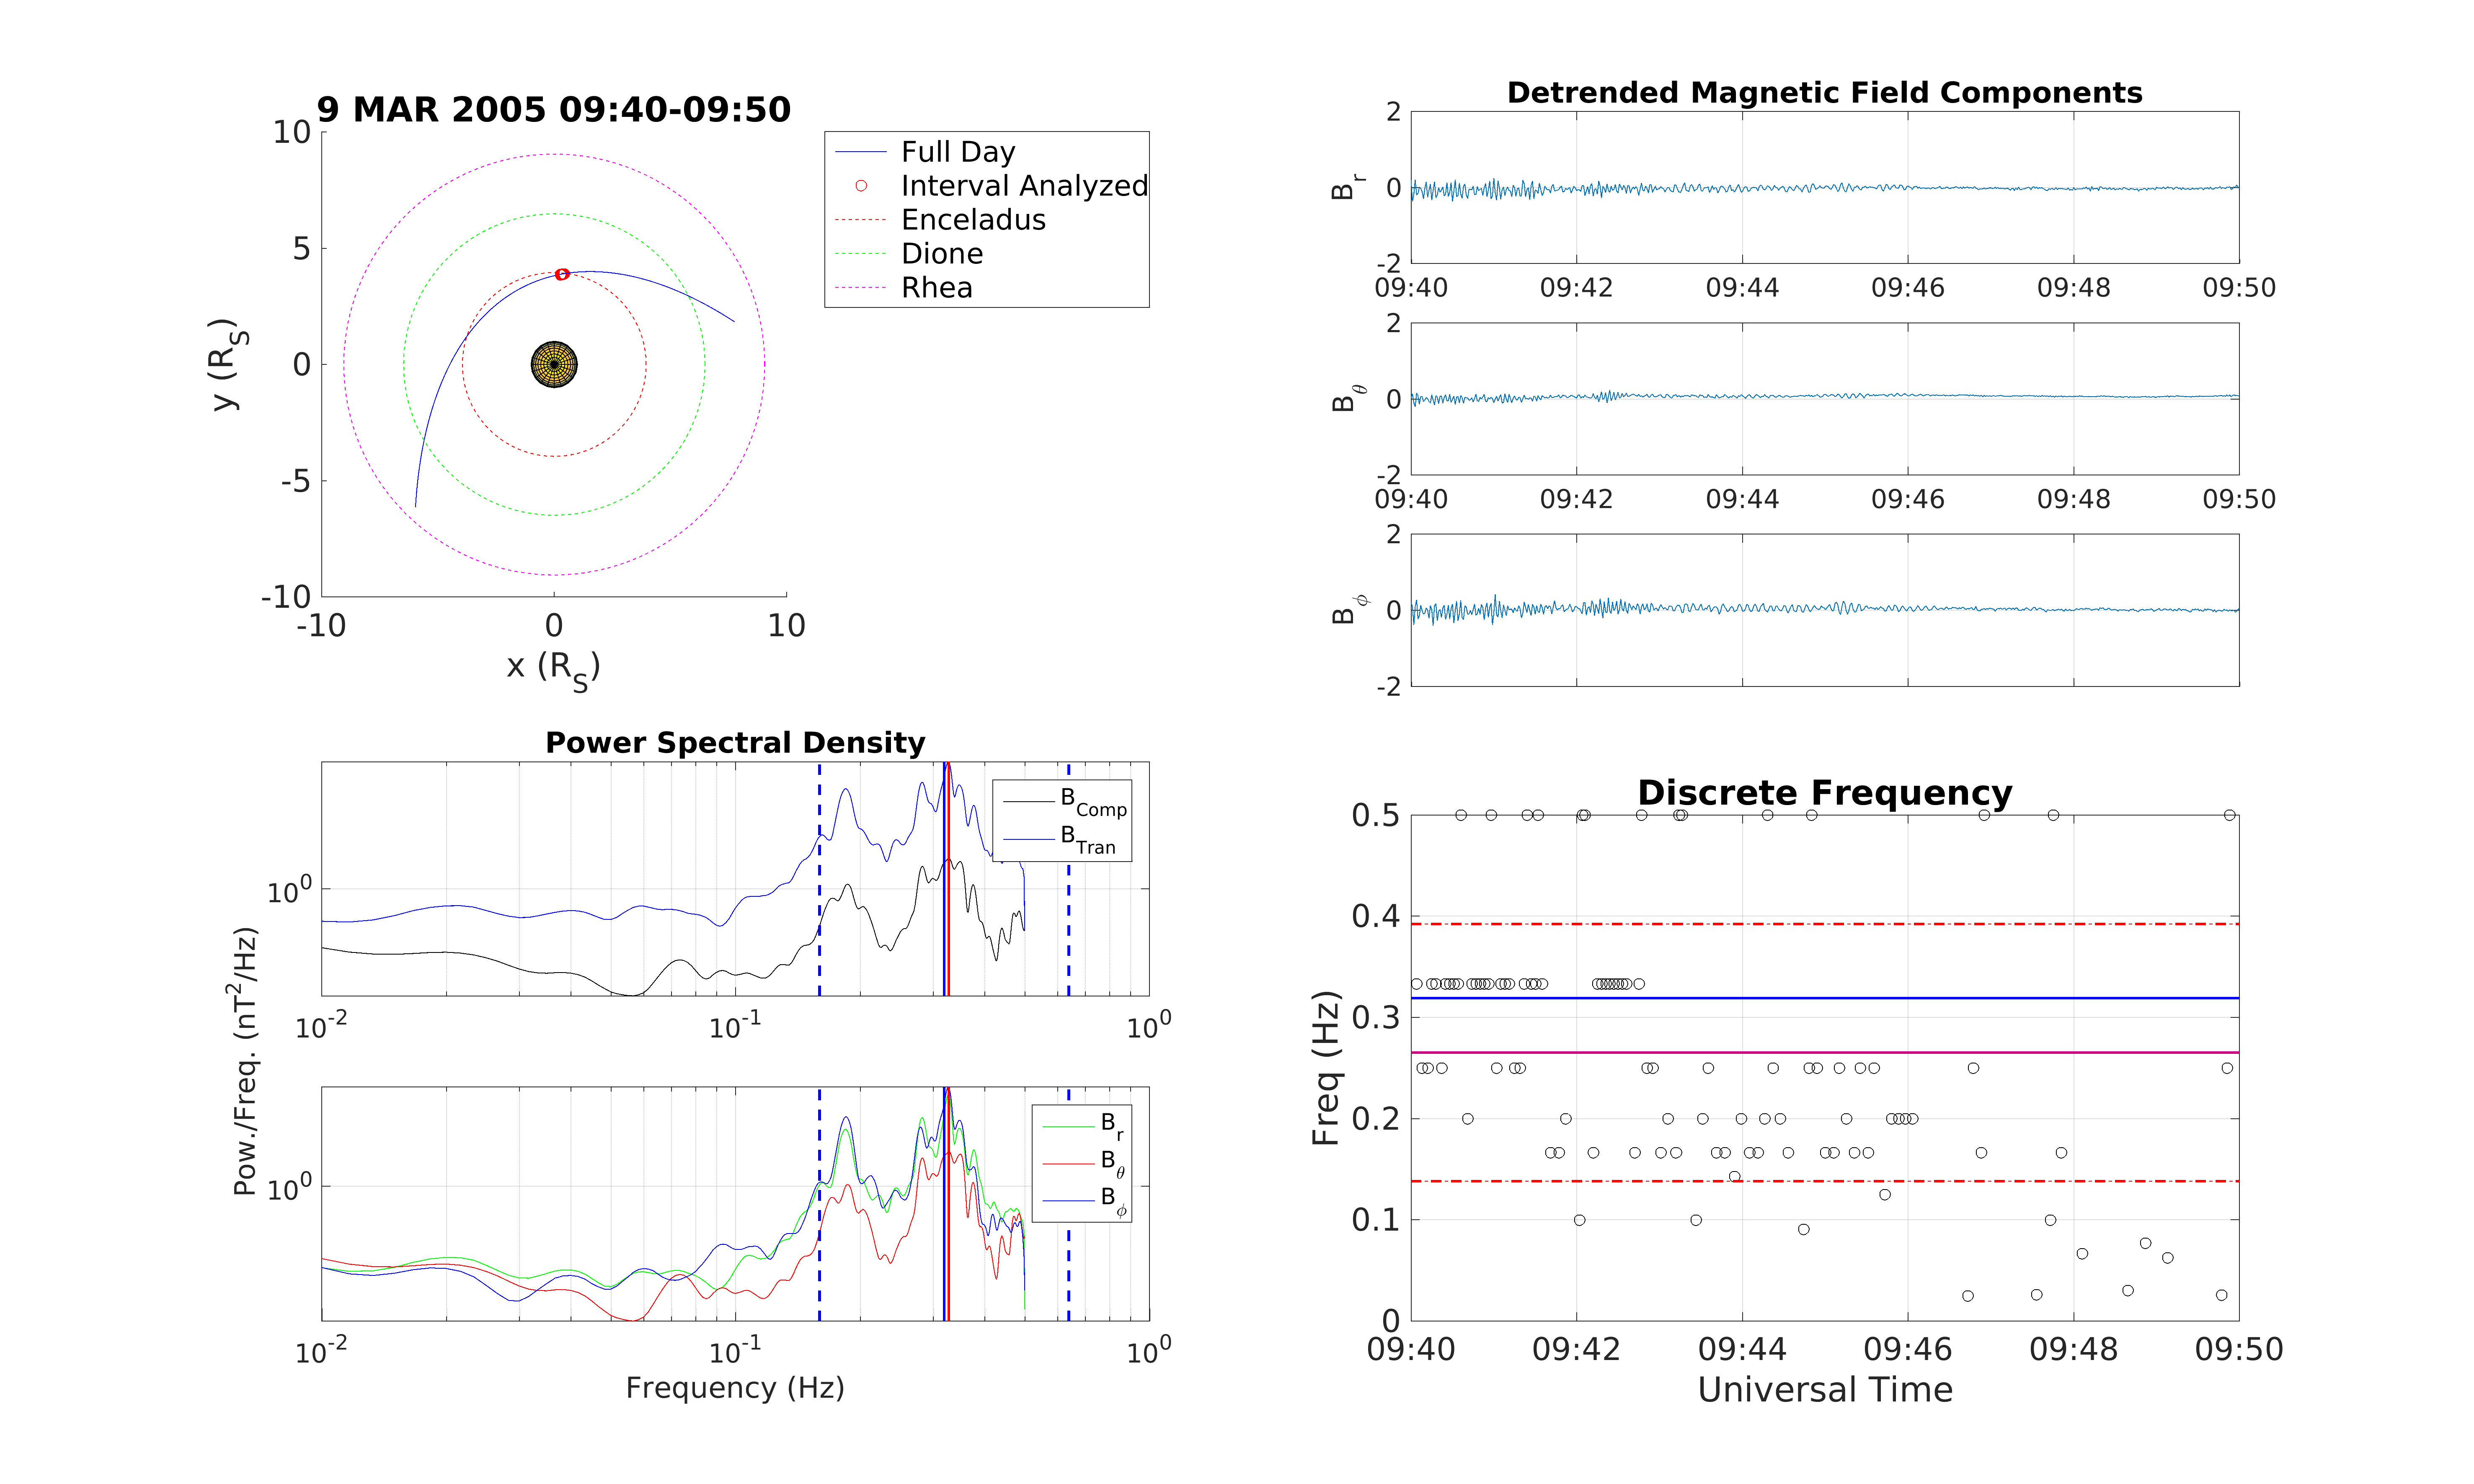 9 MAR 2005 09:40-09:50
10
5
0
-5
-10
-10 0 10
y (R_S)
x (R_S)
Full Day
Interval Analyzed
Enceladus
Dione
Rhea
Detrended Magnetic Field Components
2
0
-2
B_r
09:40 09:42 09:44 09:46 09:48 09:50
2
0
-2
B_θ
09:40 09:42 09:44 09:46 09:48 09:50
2
0
-2
B_ϕ
Power Spectral Density
10^0
B_Comp
B_Tran
10^-2 10^-1 10^0
Pow./Freq. (nT^2/Hz)
10^0
B_r
B_θ
B_ϕ
10^-2 10^-1 10^0
Frequency (Hz)
Discrete Frequency
0.5
0.4
0.3
0.2
0.1
0
Freq (Hz)
09:40 09:42 09:44 09:46 09:48 09:50
Universal Time